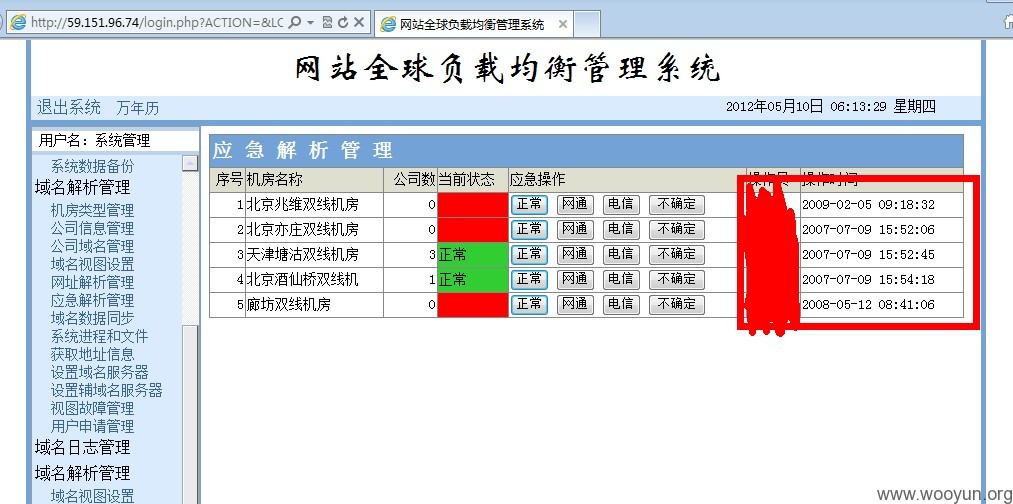 http://59.151.96.74/login.php?ACTION=&LC
网站全球负载均衡管理系统
网站全球负载均衡管理系统
退出系统 万年历 2012年05月10日 06:13:29 星期四
用户名：系统管理
系统数据备份
域名解析管理
机房类型管理
公司信息管理
公司域名管理
域名视图设置
网址解析管理
应急解析管理
域名数据同步
系统进程和文件
获取地址信息
设置域名服务器
设置辅域名服务器
视图故障管理
用户申请管理
域名日志管理
域名解析管理
域名视图设置
应急解析管理
序号 机房名称 公司数 当前状态 应急操作 操作时间
1 北京兆维双线机房 0 正常 网通 电信 不确定 2009-02-05 09:18:32
2 北京亦庄双线机房 0 正常 网通 电信 不确定 2007-07-09 15:52:06
3 天津塘沽双线机房 3 正常 正常 网通 电信 不确定 2007-07-09 15:52:45
4 北京酒仙桥双线机 1 正常 正常 网通 电信 不确定 2007-07-09 15:54:18
5 廊坊双线机房 0 正常 网通 电信 不确定 2008-05-12 08:41:06
www.wooyun.org